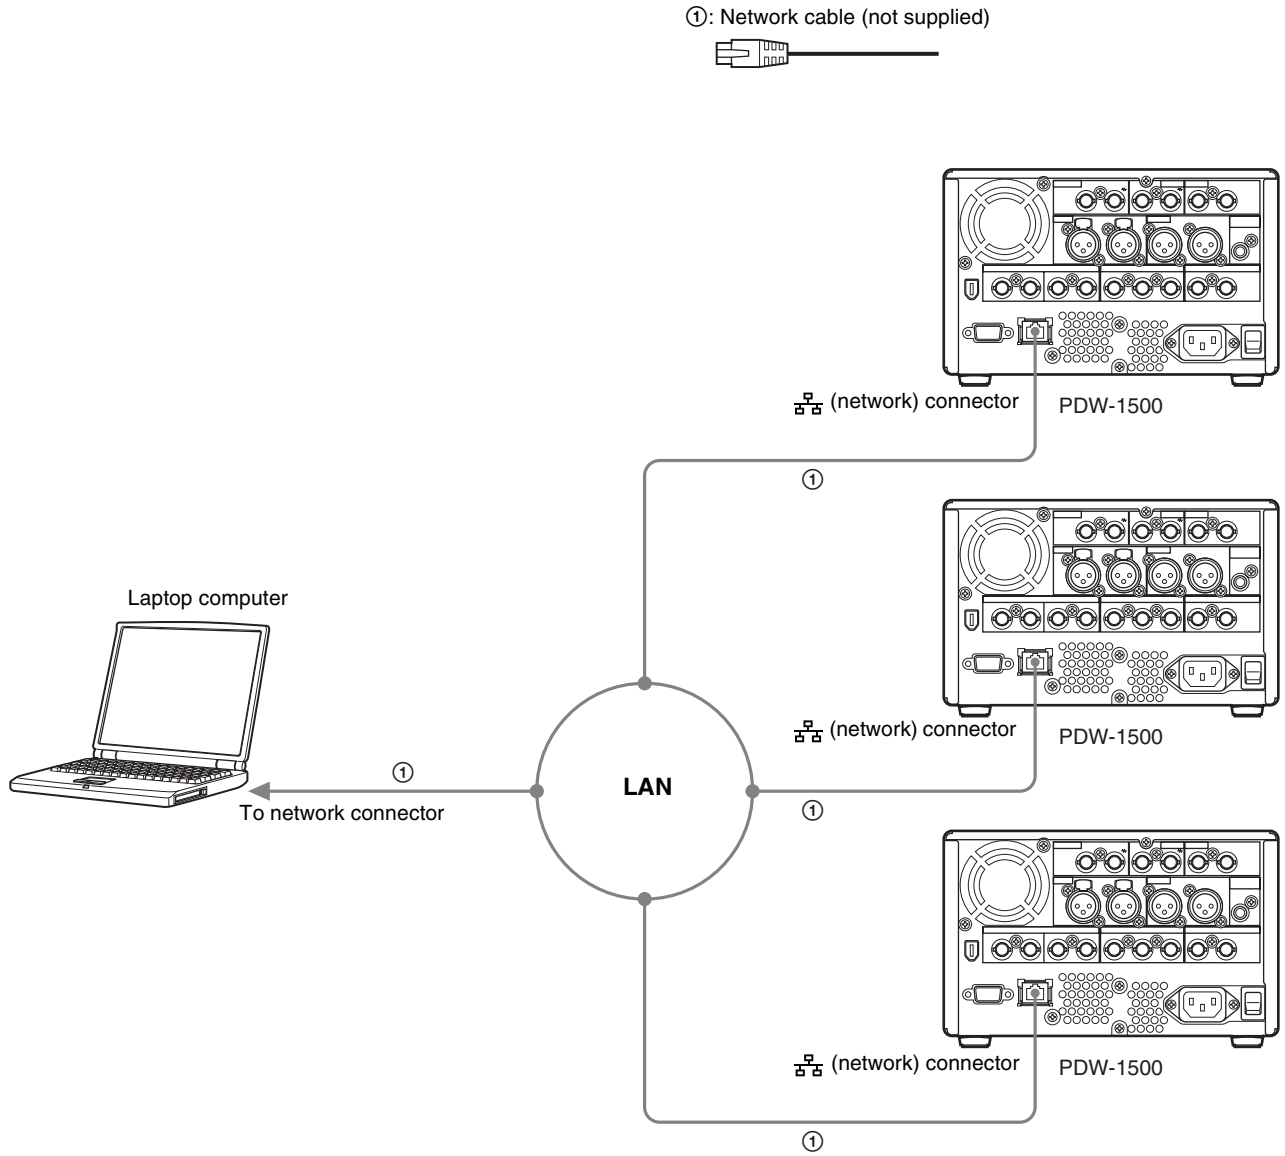 ①: Network cable (not supplied)
(network) connector
PDW-1500
①
Laptop computer
(network) connector
PDW-1500
①
To network connector
LAN
①
(network) connector
PDW-1500
①